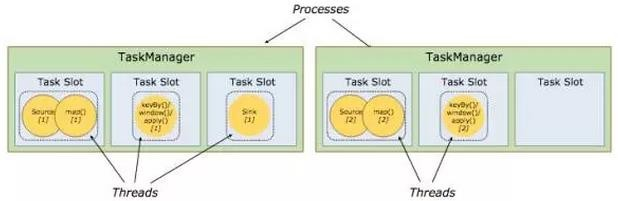 Processes
TaskManager
Task Slot
Task Slot
Task Slot
Source
[1]
map()
[1]
keyBy()/
window()/
apply()
[1]
Sink
[1]
Threads
TaskManager
Task Slot
Task Slot
Task Slot
Source
[2]
map()
[2]
keyBy()/
window()/
apply()
[2]
Threads